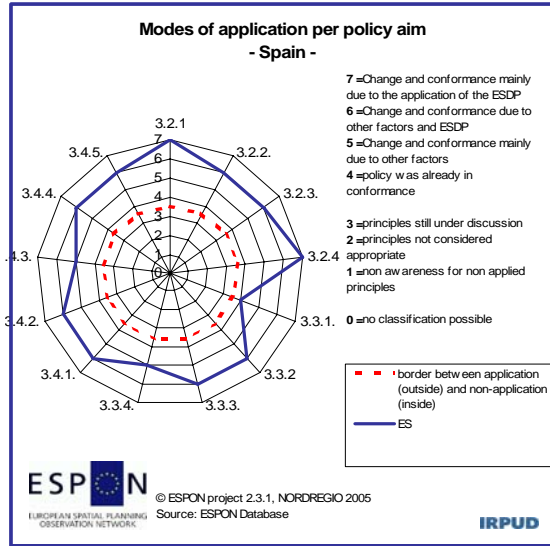 Modes of application per policy aim
- Spain -
3.2.1
3.2.2.
3.2.3.
3.2.4
3.3.1.
3.3.2
3.3.3.
3.3.4.
3.4.1.
3.4.2.
.4.3.
3.4.4.
3.4.5.
7
6
5
4
3
2
1
0
7 =Change and conformance mainly
due to the application of the ESDP
6 =Change and conformance due to
other factors and ESDP
5 =Change and conformance mainly
due to other factors
4 =policy was already in
conformance
3 =principles still under discussion
2 =principles not considered
appropriate
1 =non awareness for non applied
principles
0 =no classification possible
border between application
(outside) and non-application
(inside)
ES
ESPON
EUROPEAN SPATIAL PLANNING
OBSERVATION NETWORK
© ESPON project 2.3.1, NORDREGIO 2005
Source: ESPON Database
IRPUD